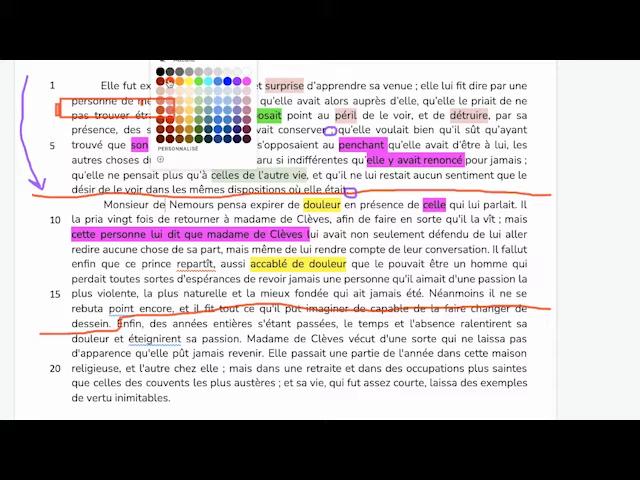 1 Elle fut ex surprise d'apprendre sa venue ; elle lui fit dire par une
personne de mé qu'elle avait alors auprès d'elle, qu'elle le priait de ne
pas trouver étra posait point au péril de le voir, et de détruire, par sa
présence, des s avait conserver qu'elle voulait bien qu'il sût qu'ayant
5 trouvé que son s'opposaient au penchant qu'elle avait d'être à lui, les
autres choses du aru si indifférentes qu'elle y avait renoncé pour jamais ;
qu'elle ne pensait plus qu'à celles de l'autre vie, et qu'il ne lui restait aucun sentiment que le
désir de le voir dans les mêmes dispositions où elle était
Monsieur de Nemours pensa expirer de douleur en présence de celle qui lui parlait. Il
10 la pria vingt fois de retourner à madame de Clèves, afin de faire en sorte qu'il la vît ; mais
cette personne lui dit que madame de Clèves lui avait non seulement défendu de lui aller
redire aucune chose de sa part, mais même de lui rendre compte de leur conversation. Il fallut
enfin que ce prince repartît, aussi accablé de douleur que le pouvait être un homme qui
perdait toutes sortes d'espérances de revoir jamais une personne qu'il aimait d'une passion la
15 plus violente, la plus naturelle et la mieux fondée qui ait jamais été. Néanmoins il ne se
rebuta point encore, et il fit tout ce qu'il put imaginer de capable de la faire changer de
dessein. Enfin, des années entières s'étant passées, le temps et l'absence ralentirent sa
douleur et éteignirent sa passion. Madame de Clèves vécut d'une sorte qui ne laissa pas
d'apparence qu'elle pût jamais revenir. Elle passait une partie de l'année dans cette maison
20 religieuse, et l'autre chez elle ; mais dans une retraite et dans des occupations plus saintes
que celles des couvents les plus austères ; et sa vie, qui fut assez courte, laissa des exemples
de vertu inimitables.
PERSONNALISÉ